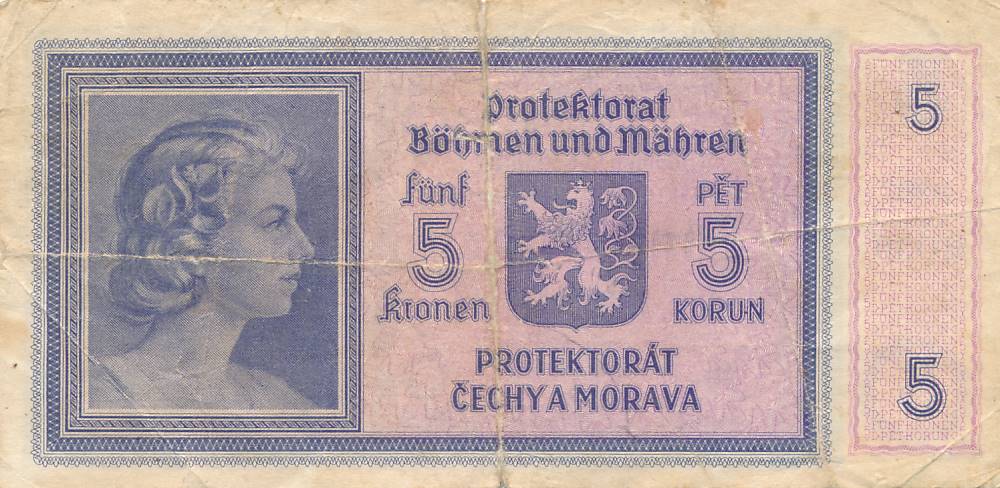 Protektorat
Böhmen und Mähren
fünf
5
Kronen
PĚT
5
KORUN
PROTEKTORÁT
ČECHY A MORAVA
5
5